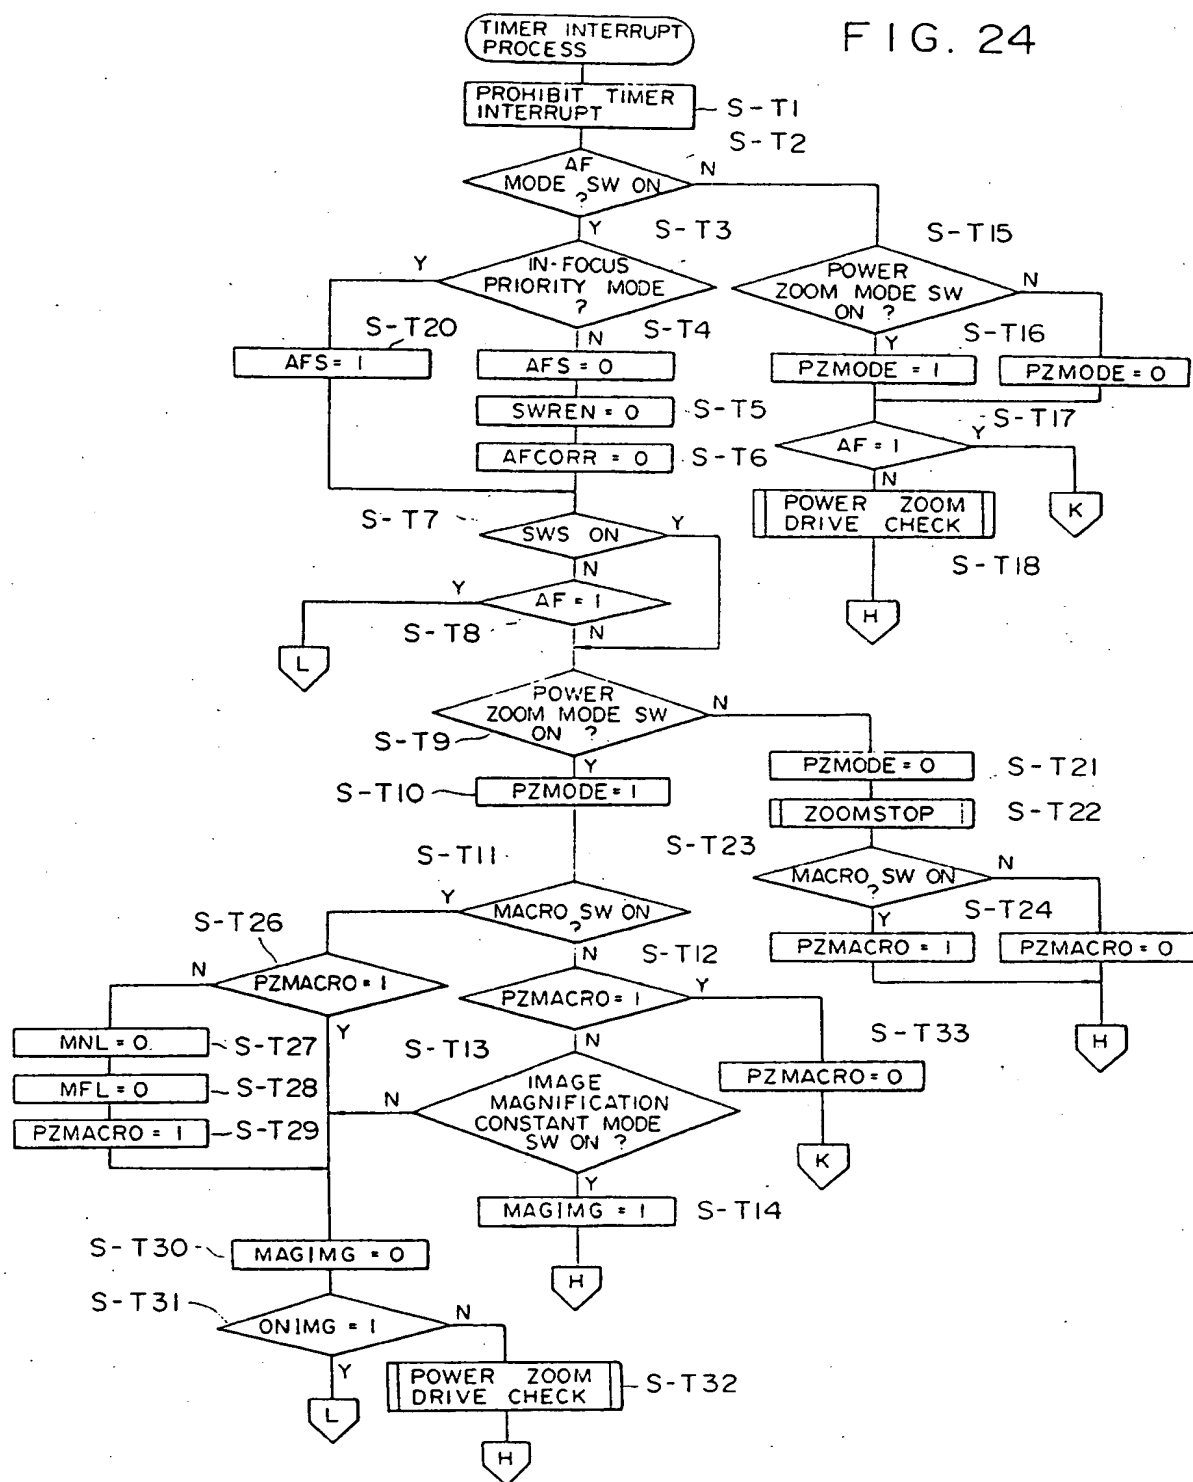 FIG. 24
TIMER INTERRUPT
PROCESS
PROHIBIT TIMER
INTERRUPT
S-T1
S-T2
AF
MODE SW ON
?
N
Y
S-T3
S-T15
Y
IN-FOCUS
PRIORITY MODE
?
POWER
ZOOM MODE SW
ON ?
N
S-T20
N
S-T4
Y
S-T16
AFS = 1
AFS = 0
PZMODE = 1
PZMODE = 0
SWREN = 0
S-T5
S-T17
AFCORR = 0
S-T6
AF = 1
Y
N
K
S-T7
SWS ON
Y
POWER ZOOM
DRIVE CHECK
N
S-T18
Y
AF = 1
S-T8
N
H
L
POWER
ZOOM MODE SW
ON ?
N
S-T9
Y
PZMODE = 0
S-T21
S-T10
PZMODE = 1
ZOOMSTOP
S-T22
S-T11
S-T23
MACRO SW ON
?
N
Y
MACRO SW ON
?
Y
S-T24
S-T26
N
S-T12
PZMACRO = 1
PZMACRO = 0
N
PZMACRO = 1
PZMACRO = 1
Y
Y
S-T33
H
MNL = 0.
S-T27
S-T13
N
MFL = 0
S-T28
N
IMAGE
MAGNIFICATION
CONSTANT MODE
SW ON ?
PZMACRO = 0
PZMACRO = 1
S-T29
K
Y
MAGIMG = 1
S-T14
S-T30
MAGIMG = 0
H
S-T31
ONIMG = 1
N
Y
POWER ZOOM
DRIVE CHECK
S-T32
L
H